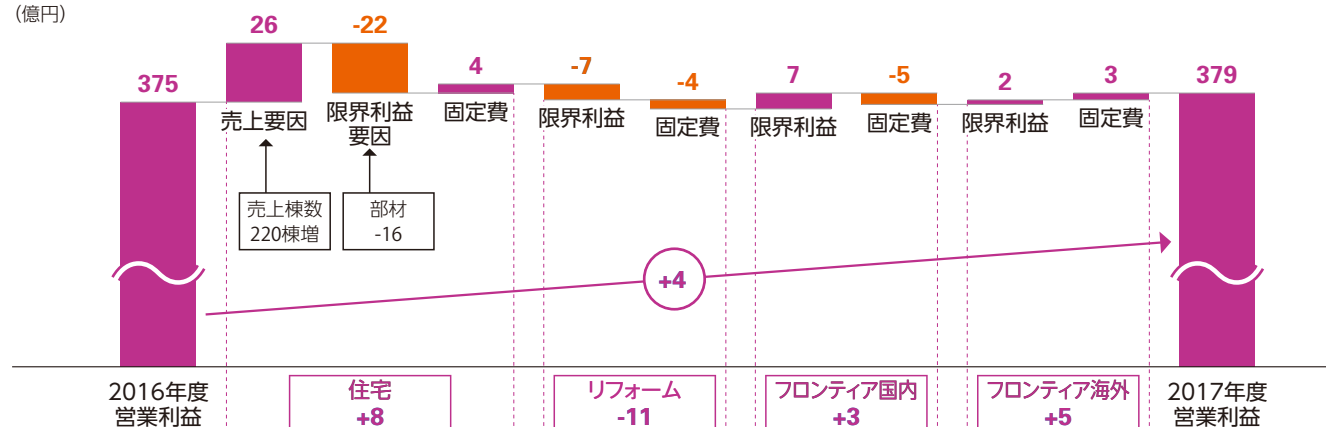 (億円)
375
26
-22
4
-7
-4
7
-5
2
3
379
売上要因
限界利益
要因
固定費
限界利益
固定費
限界利益
固定費
限界利益
固定費
売上棟数
220棟増
部材
-16
+4
2016年度
営業利益
住宅
+8
リフォーム
-11
フロンティア国内
+3
フロンティア海外
+5
2017年度
営業利益